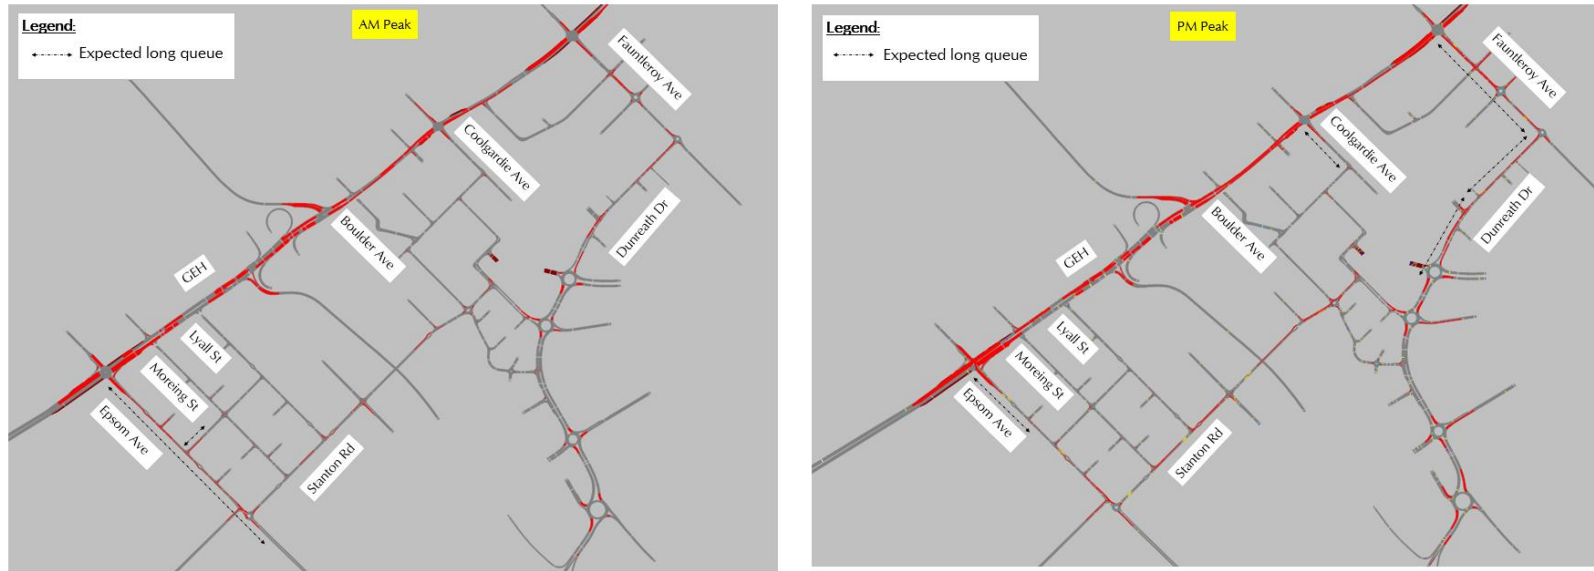 Legend:
Expected long queue
AM Peak
Fauntleroy Ave
Coolgardie Ave
Boulder Ave
Dunreath Dr
GEH
Lyall St
Moreing St
Epsom Ave
Stanton Rd
Legend:
Expected long queue
PM Peak
Fauntleroy Ave
Coolgardie Ave
Boulder Ave
Dunreath Dr
GEH
Lyall St
Moreing St
Epsom Ave
Stanton Rd